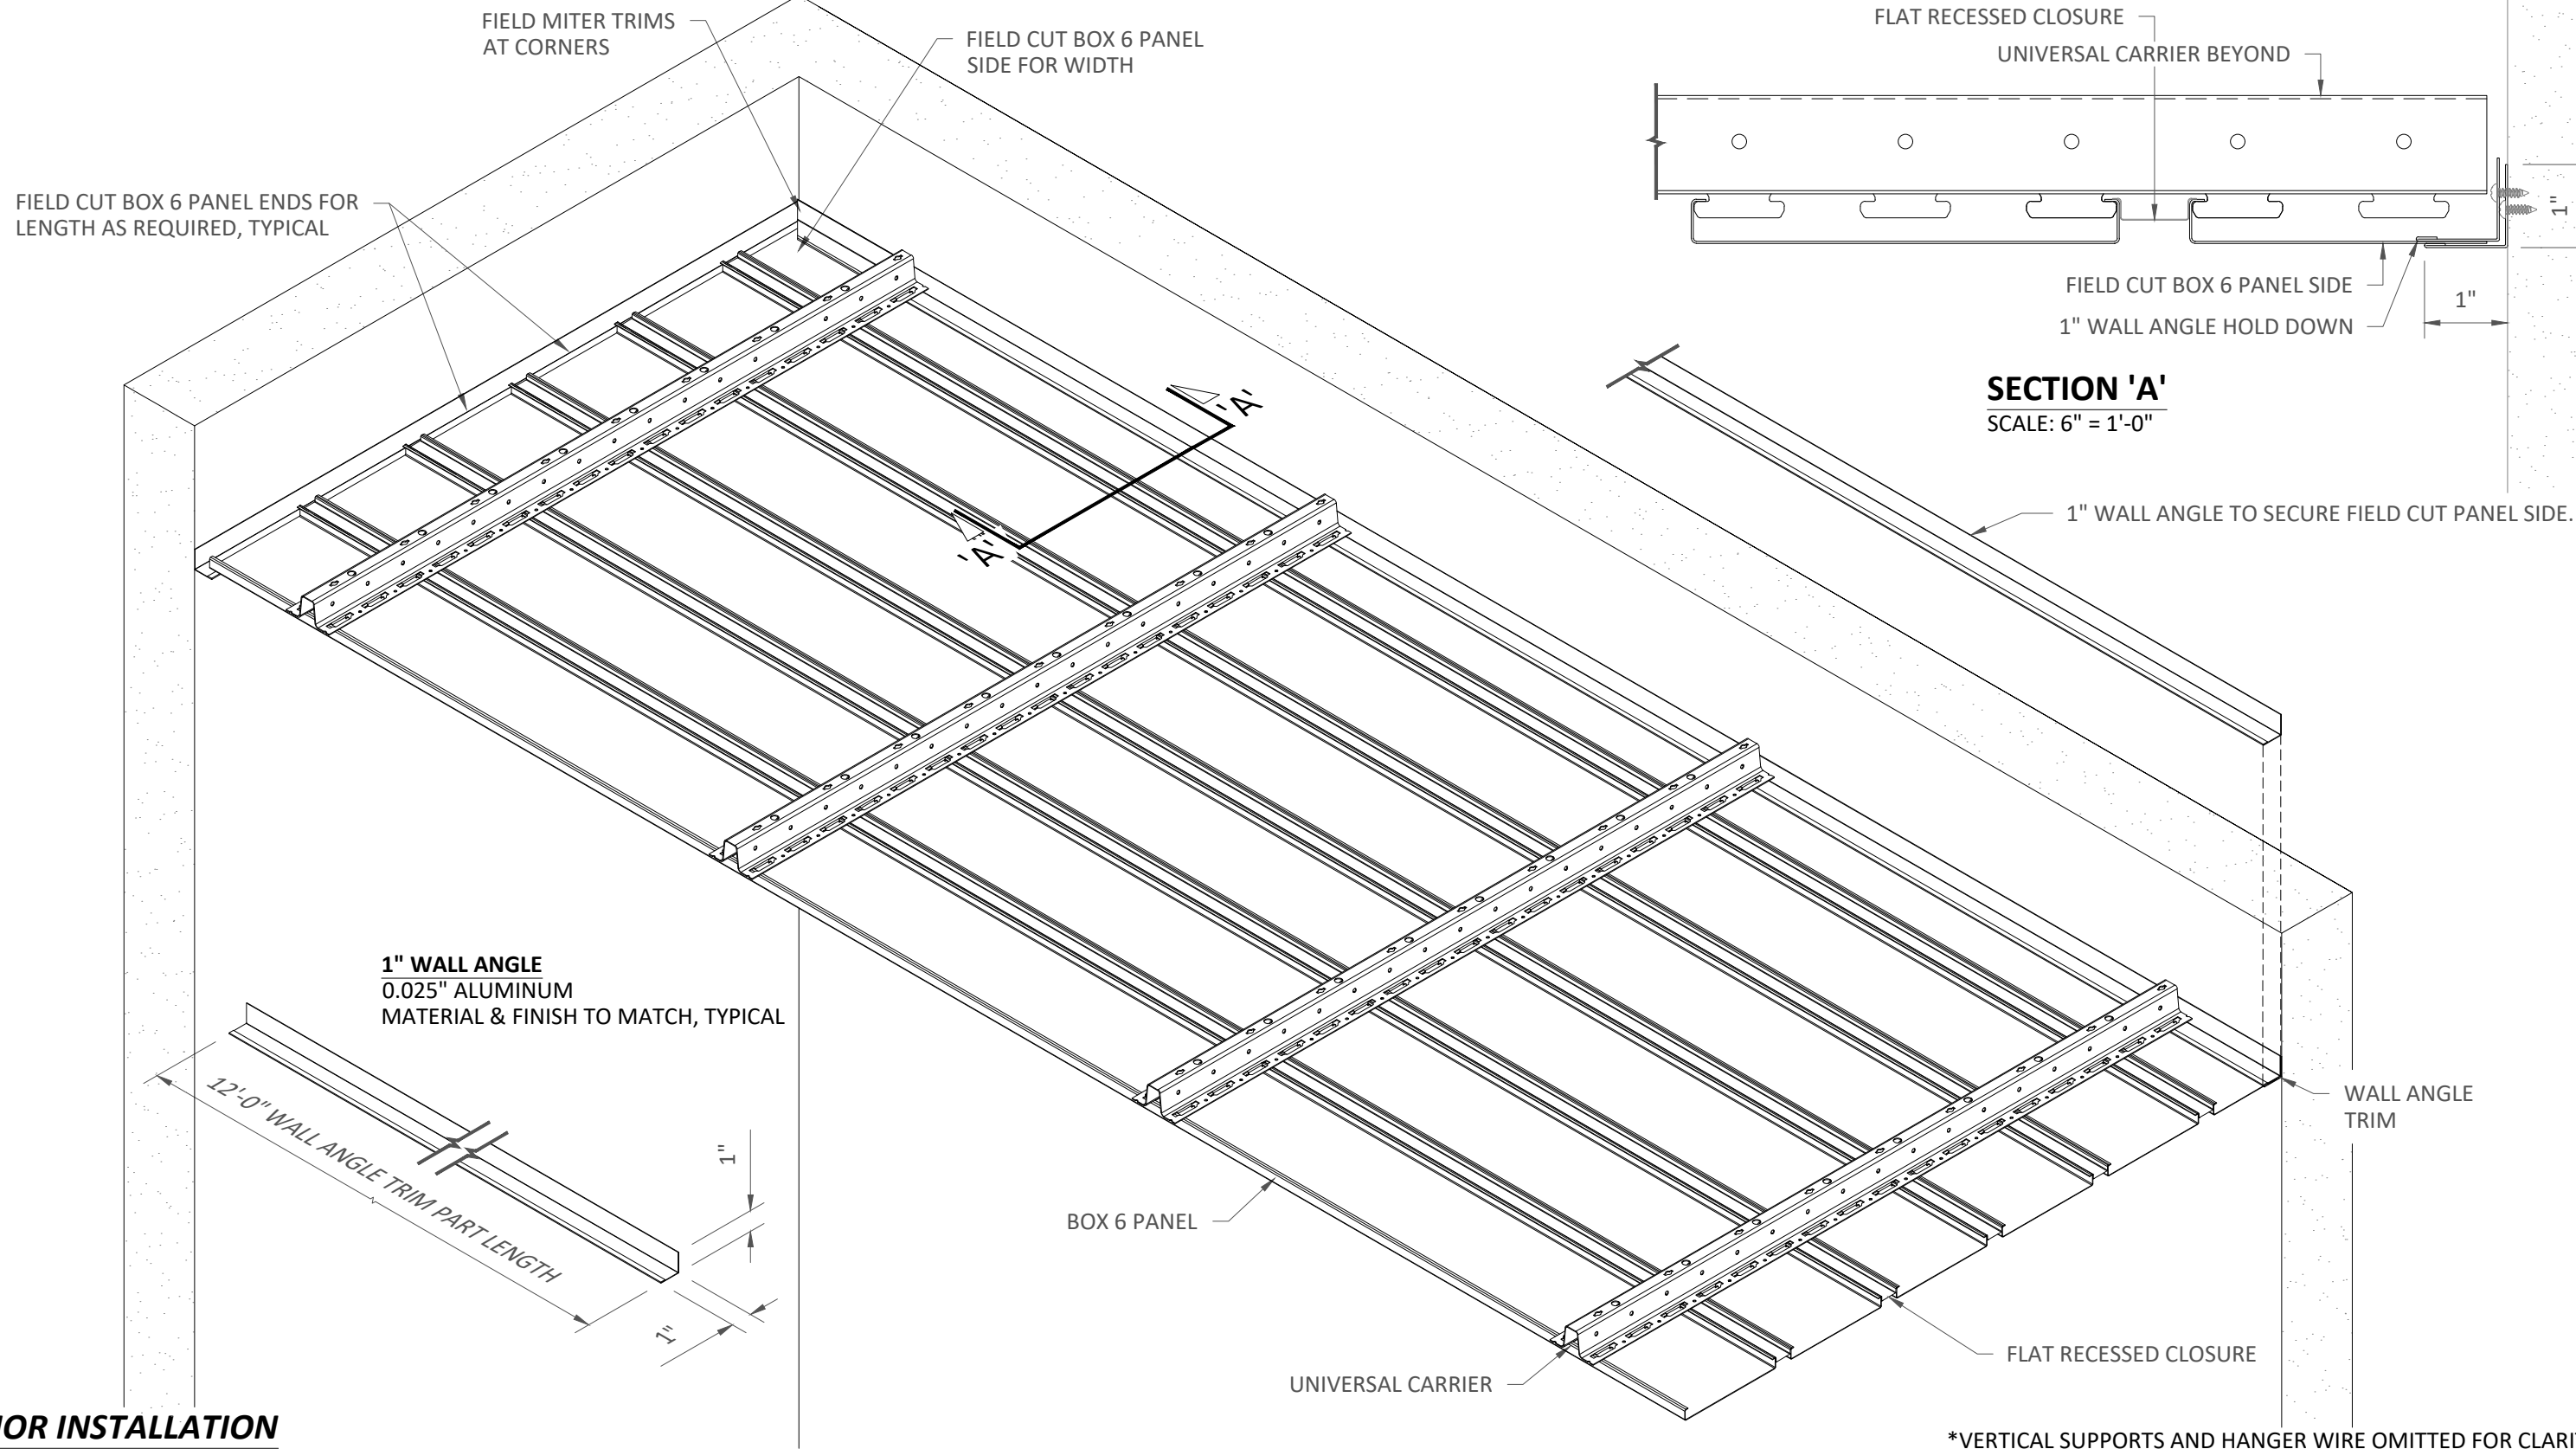 FIELD MITER TRIMS
AT CORNERS
FIELD CUT BOX 6 PANEL
SIDE FOR WIDTH
FIELD CUT BOX 6 PANEL ENDS FOR
LENGTH AS REQUIRED, TYPICAL
FLAT RECESSED CLOSURE
UNIVERSAL CARRIER BEYOND
1"
FIELD CUT BOX 6 PANEL SIDE
1"
1" WALL ANGLE HOLD DOWN
SECTION 'A'
SCALE: 6" = 1'-0"
'A'
'A'
1" WALL ANGLE TO SECURE FIELD CUT PANEL SIDE.
1" WALL ANGLE
0.025" ALUMINUM
MATERIAL & FINISH TO MATCH, TYPICAL
12'-0" WALL ANGLE TRIM PART LENGTH
1"
1"
WALL ANGLE
TRIM
BOX 6 PANEL
FLAT RECESSED CLOSURE
UNIVERSAL CARRIER
IOR INSTALLATION
*VERTICAL SUPPORTS AND HANGER WIRE OMITTED FOR CLARI